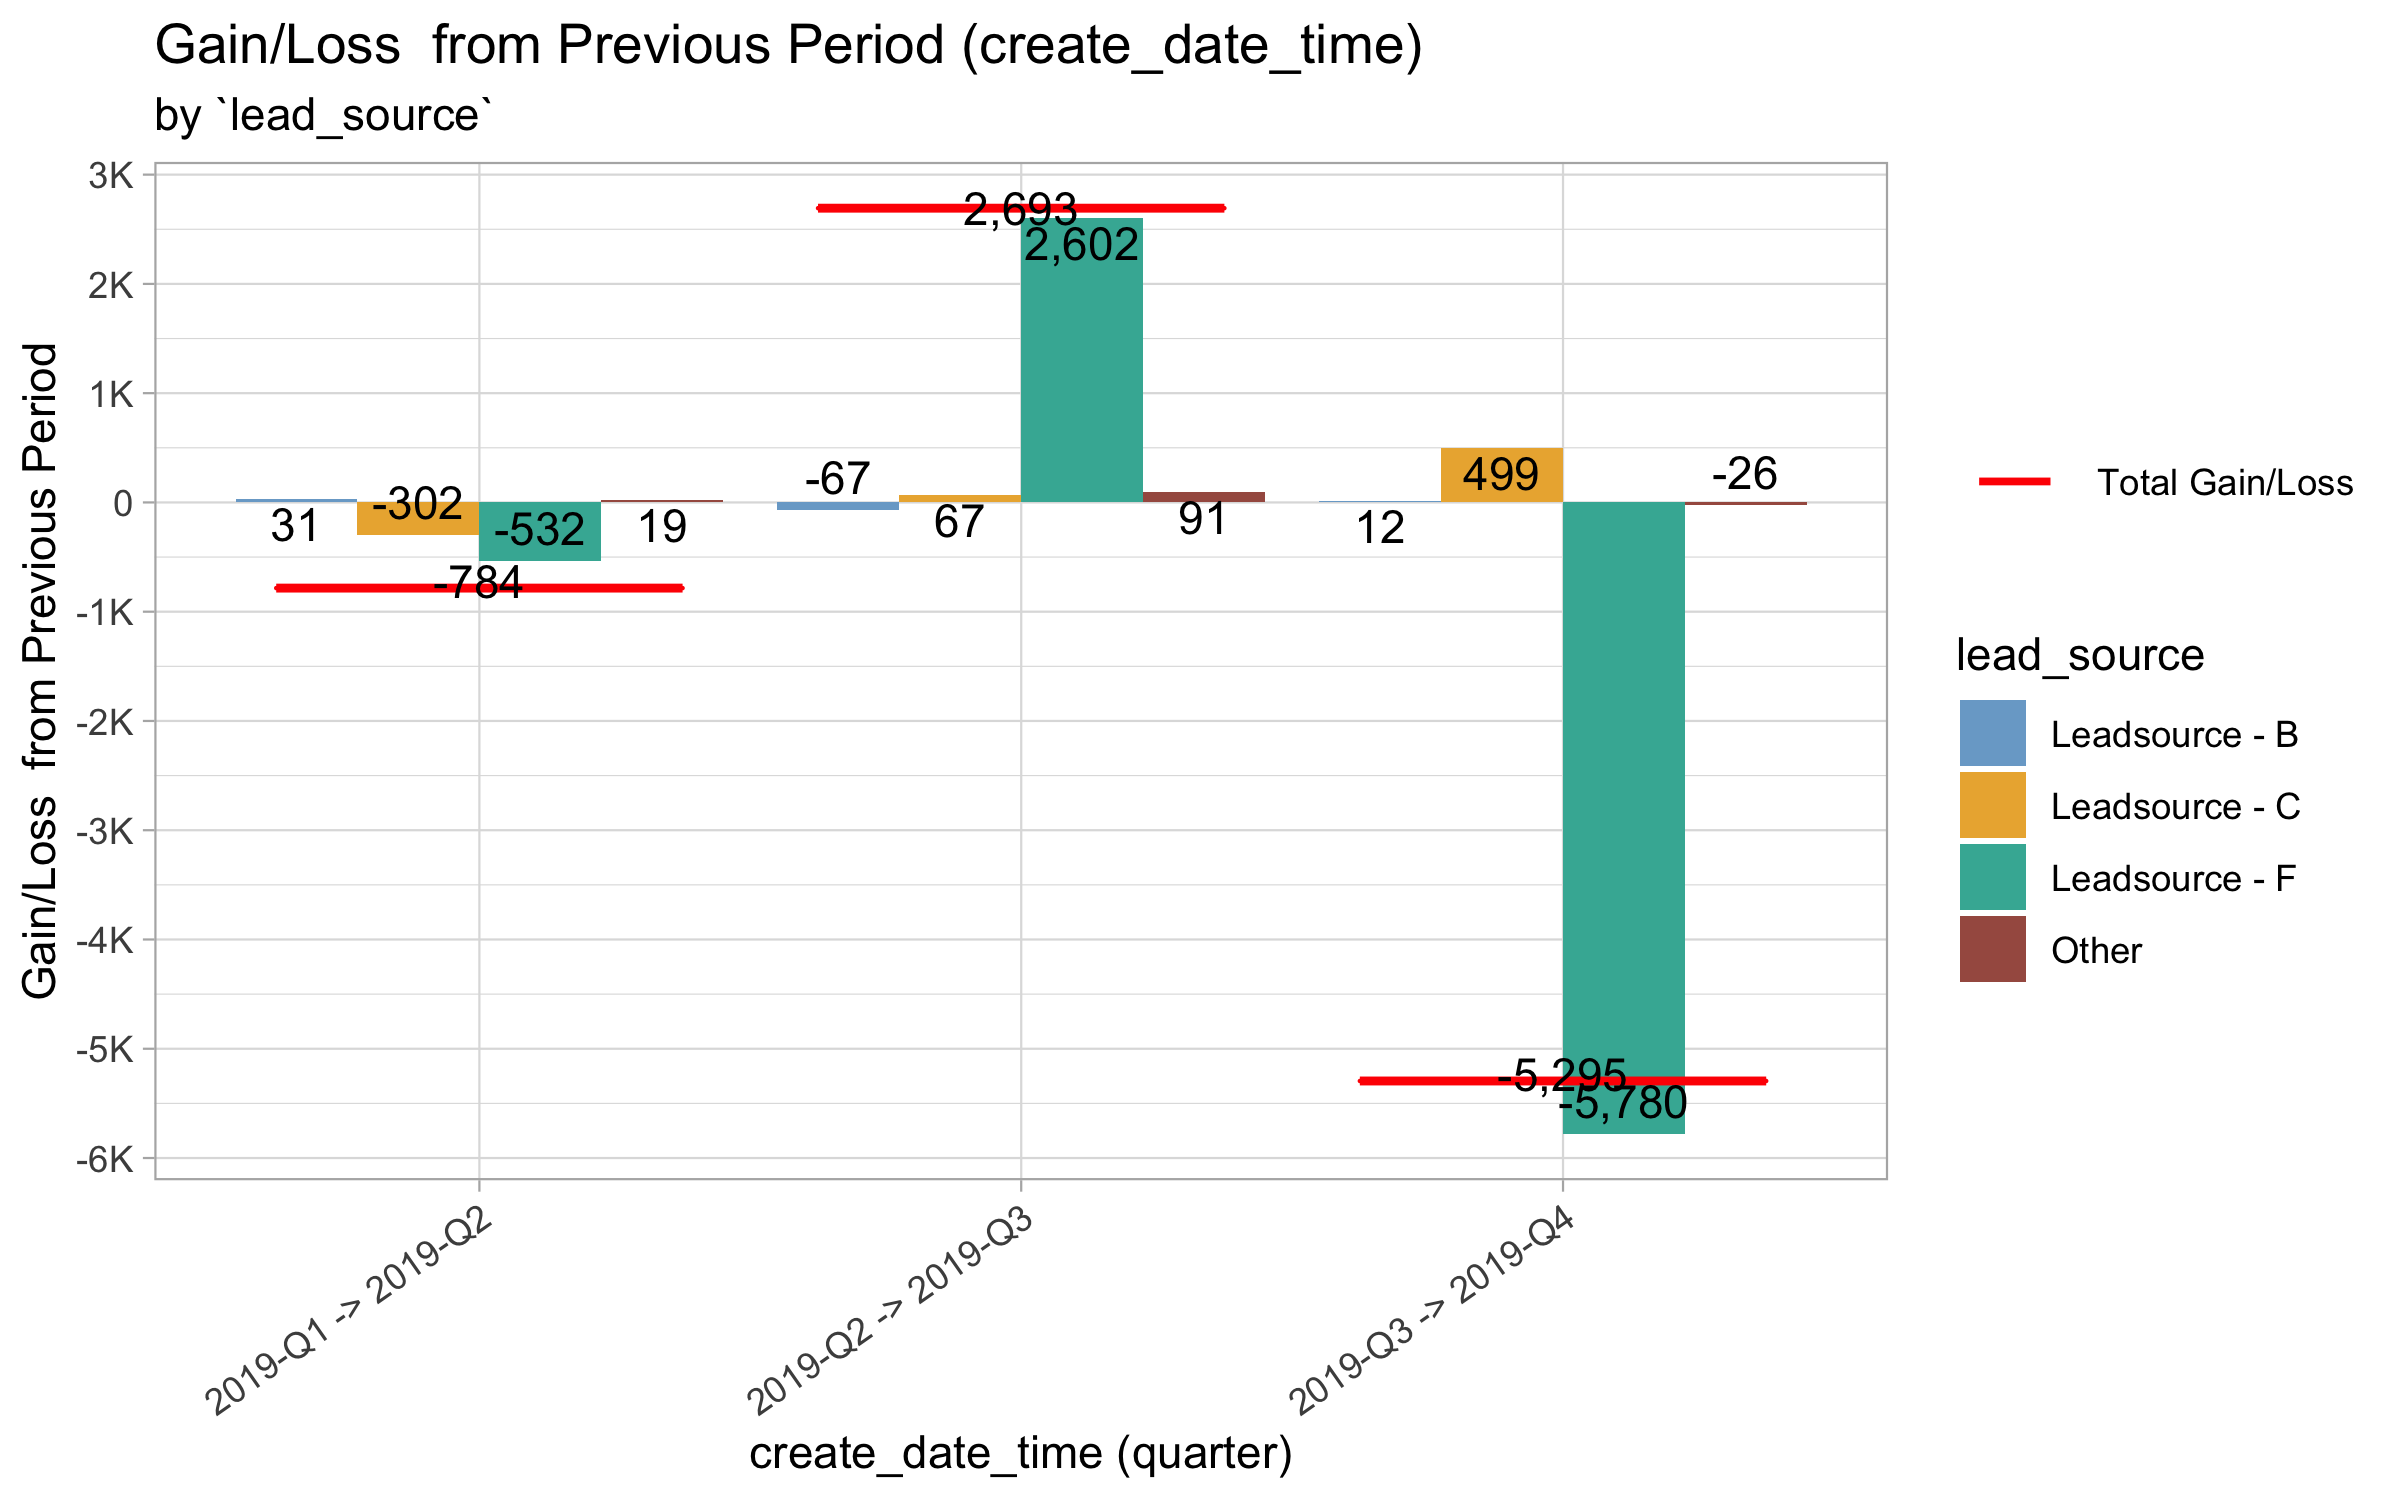 Gain/Loss  from Previous Period (create_date_time)
by `lead_source`
Gain/Loss  from Previous Period
3K
2K
1K
0
-1K
-2K
-3K
-4K
-5K
-6K
2,693
2,602
-67
499
-26
31
-302
-532
19
67
91
12
-784
-5,295
-5,780
2019-Q1 -> 2019-Q2
2019-Q2 -> 2019-Q3
2019-Q3 -> 2019-Q4
create_date_time (quarter)
Total Gain/Loss
lead_source
Leadsource - B
Leadsource - C
Leadsource - F
Other